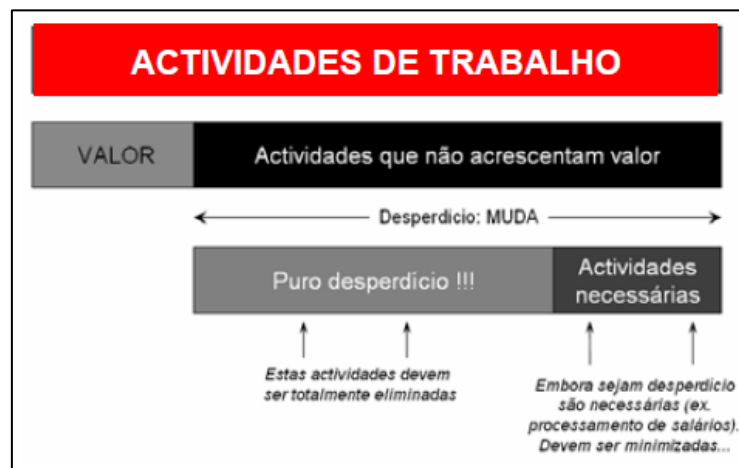 ACTIVIDADES DE TRABALHO
VALOR
Actividades que não acrescentam valor
Desperdício: MUDA
Puro desperdício !!!
Actividades
necessárias
Estas actividades devem
ser totalmente eliminadas
Embora sejam desperdício
são necessárias (ex.
processamento de salários).
Devem ser minimizadas...